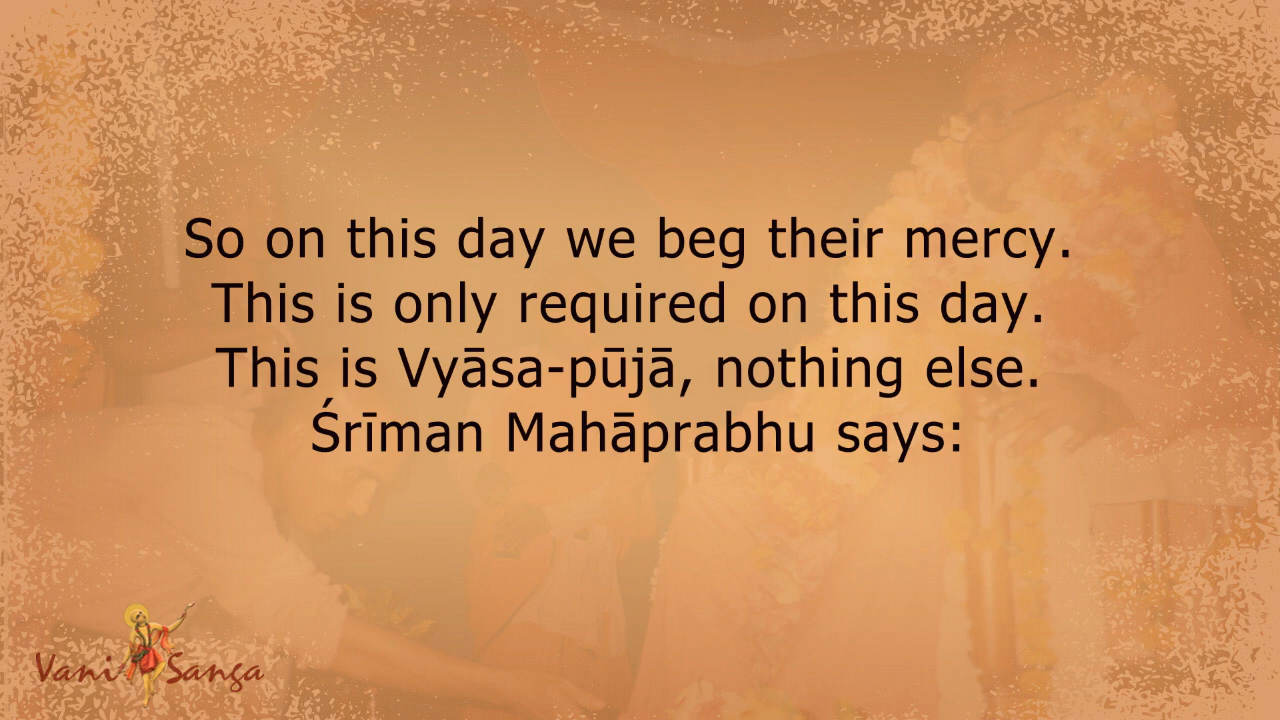 So on this day we beg their mercy.
This is only required on this day.
This is Vyāsa-pūjā, nothing else.
Śrīman Mahāprabhu says:
Vani Sanga